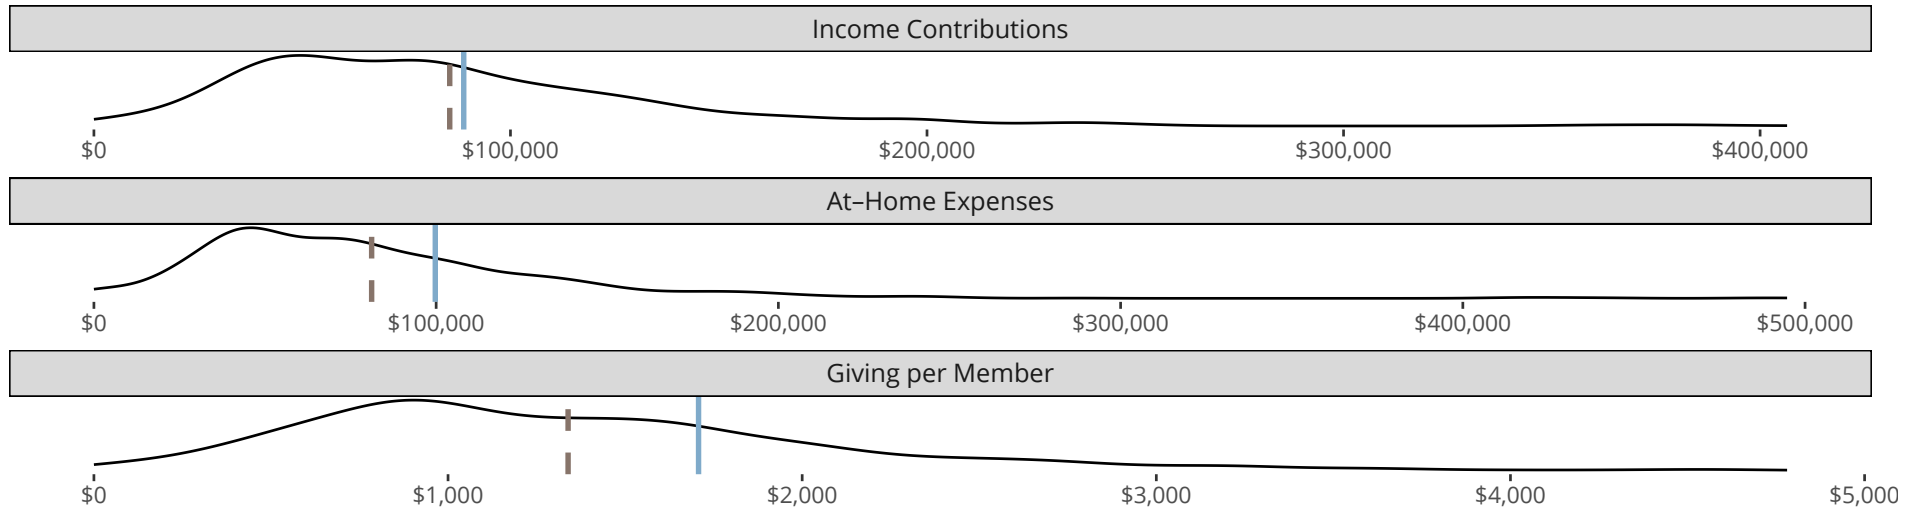 Income Contributions
$0 $100,000 $200,000 $300,000 $400,000
At–Home Expenses
$0 $100,000 $200,000 $300,000 $400,000 $500,000
Giving per Member
$0 $1,000 $2,000 $3,000 $4,000 $5,000